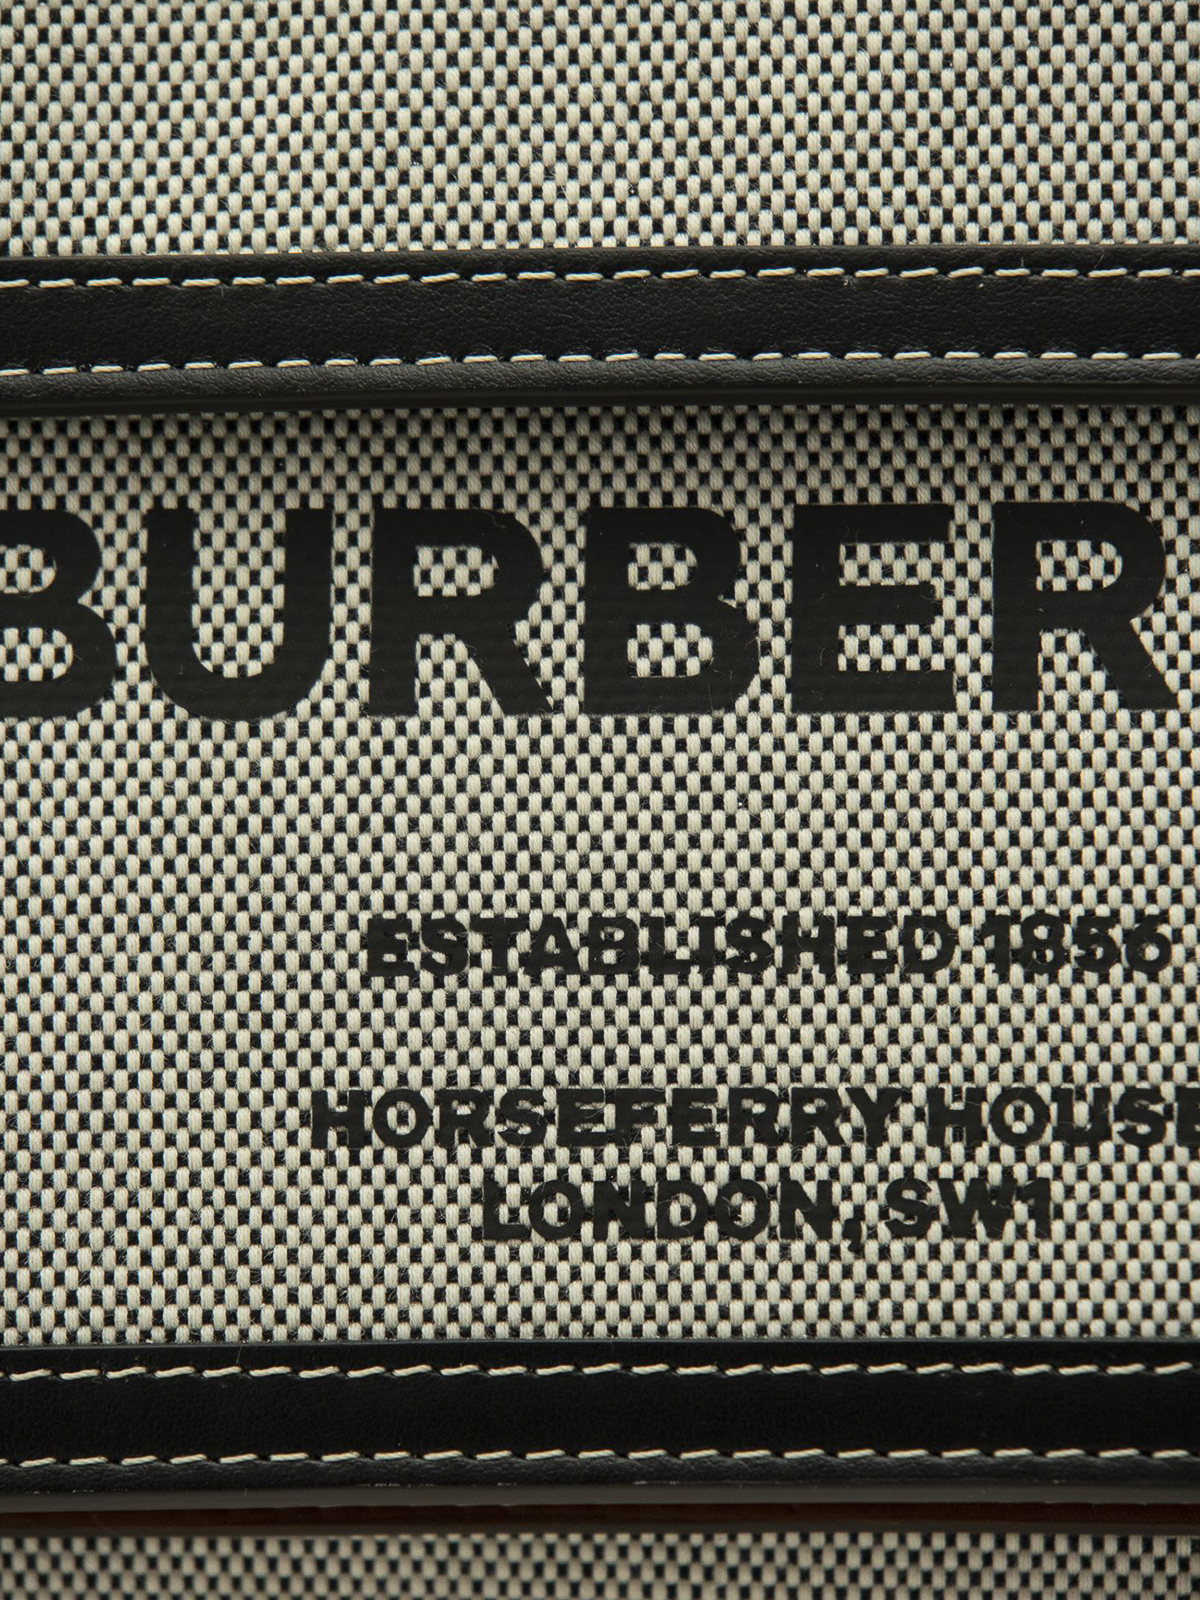 BURBER
ESTABLISHED 1856
HORSEFERRY HOUSE
LONDON, SW1